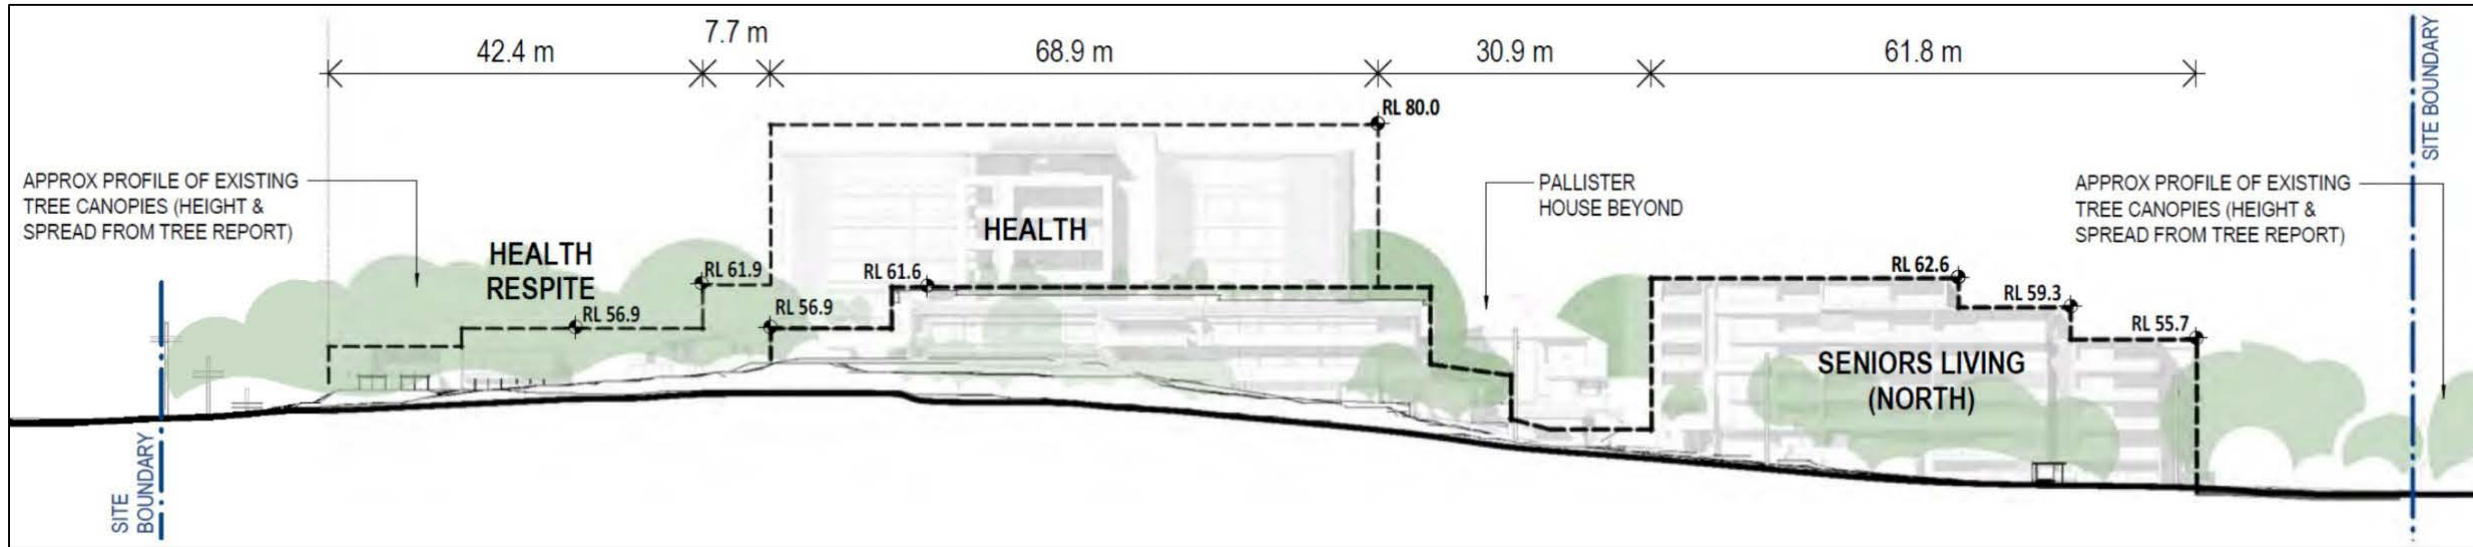 42.4 m
7.7 m
68.9 m
30.9 m
61.8 m
SITE BOUNDARY
RL 80.0
APPROX PROFILE OF EXISTING
TREE CANOPIES (HEIGHT &
SPREAD FROM TREE REPORT)
PALLISTER
HOUSE BEYOND
APPROX PROFILE OF EXISTING
TREE CANOPIES (HEIGHT &
SPREAD FROM TREE REPORT)
HEALTH
RESPITE
HEALTH
RL 61.9
RL 61.6
RL 62.6
RL 59.3
RL 56.9
RL 56.9
RL 55.7
SENIORS LIVING
(NORTH)
SITE
BOUNDARY